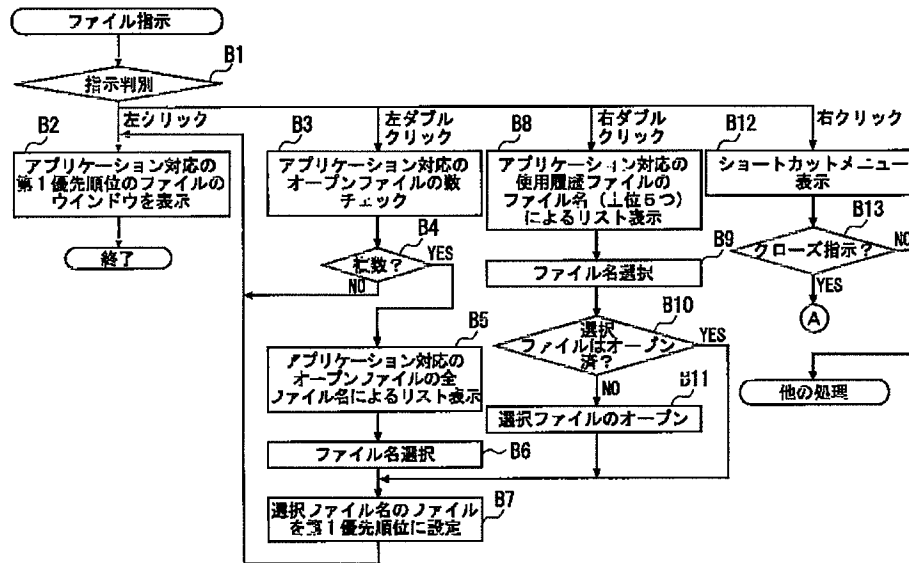 ファイル指示
B1
指示判別
左クリック
左ダブル
クリック
右ダブル
クリック
右クリック
B2
アプリケーション対応の
第1優先順位のファイルの
ウインドウを表示
終了
B3
アプリケーション対応の
オープンファイルの数
チェック
B4
YES
NO
B5
アプリケーション対応の
オープンファイルの全
ファイル名によるリスト表示
ファイル名選択
B6
選択ファイル名のファイル
を第1優先順位に設定
B7
B8
アプリケーション対応の
使用履歴ファイルの
ファイル名(上位5つ)
によるリスト表示
B9
ファイル名選択
B10
選択
ファイルはオープン
済?
YES
NO
B11
選択ファイルのオープン
B12
ショートカットメニュー
表示
B13
クローズ指示?
NO
YES
A
他の処理